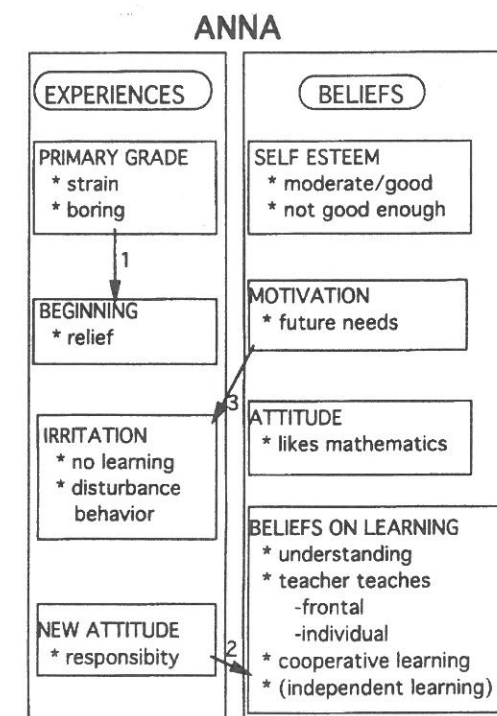 ANNA
EXPERIENCES
PRIMARY GRADE
* strain
* boring
1
BEGINNING
* relief
IRRITATION
* no learning
* disturbance
behavior
NEW ATTITUDE
* responsibity
BELIEFS
SELF ESTEEM
* moderate/good
* not good enough
MOTIVATION
* future needs
3
ATTITUDE
* likes mathematics
BELIEFS ON LEARNING
* understanding
* teacher teaches
-frontal
-individual
2
* cooperative learning
* (independent learning)